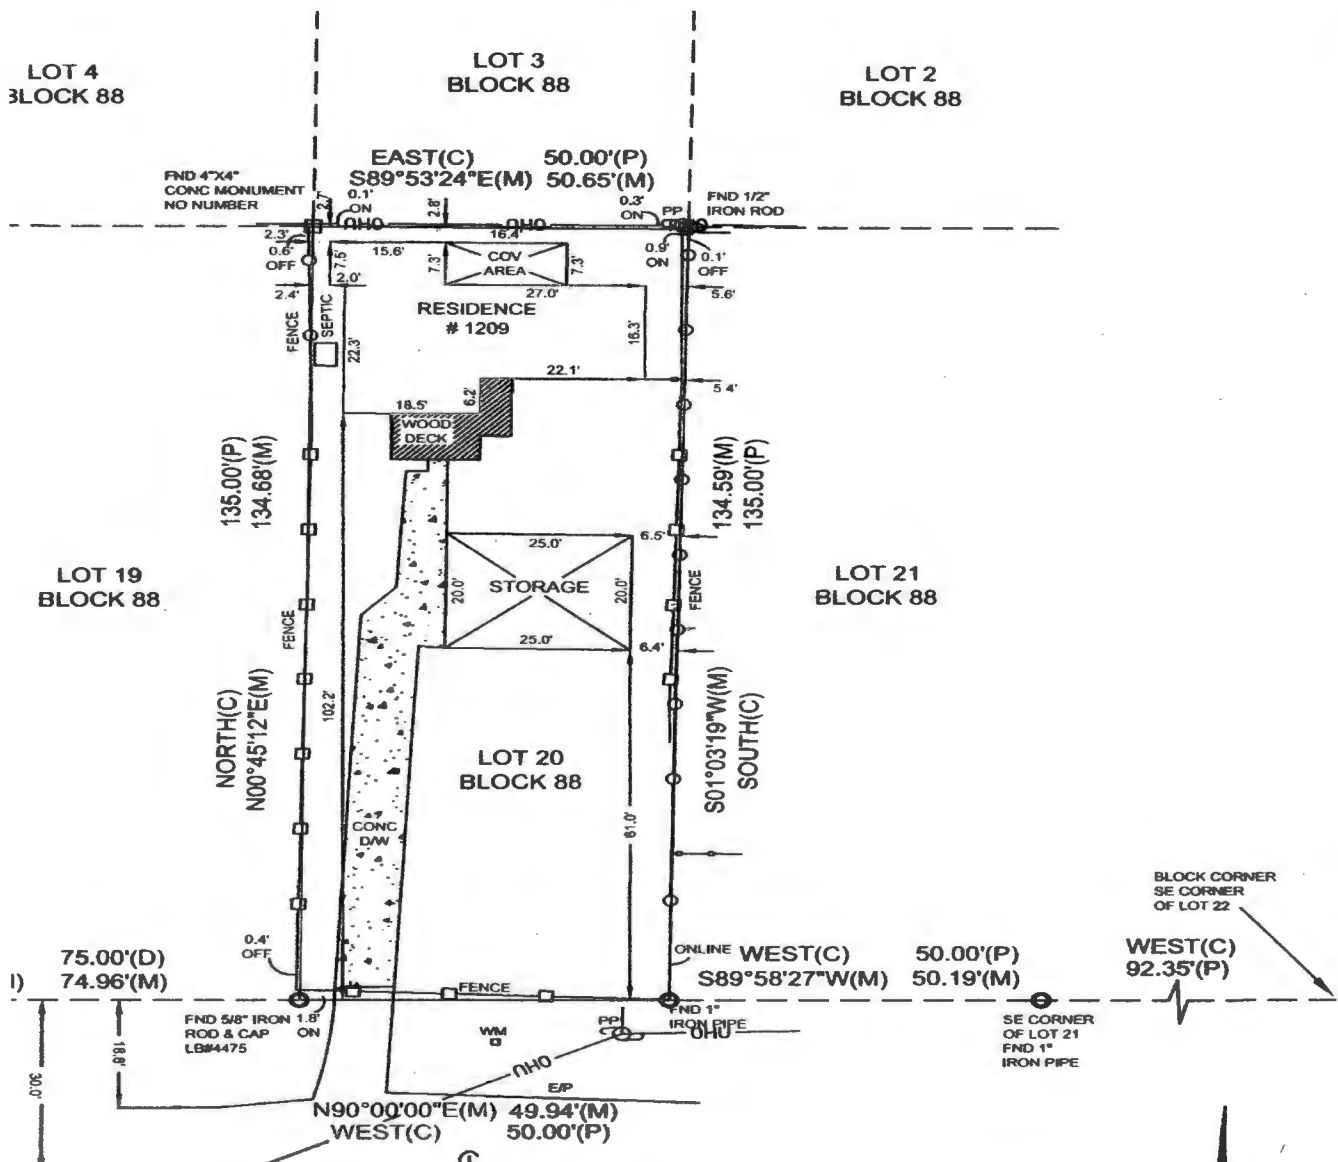 LOT 4
BLOCK 88
LOT 3
BLOCK 88
LOT 2
BLOCK 88
EAST(C) 50.00'(P)
S89°53'24"E(M) 50.65'(M)
FND 4"X4"
CONC MONUMENT
NO NUMBER
2.7'
0.1'
ON
2.8'
0.3'
ON
PP
FND 1/2"
IRON ROD
OHU
OHU
2.3'
0.6'
OFF
15.6'
16.4'
7.5'
7.3'
COV
AREA
7.3'
0.9'
ON
0.1'
OFF
2.4'
2.0'
27.0'
5.6'
RESIDENCE
# 1209
FENCE
SEPTIC
22.3'
16.3'
22.1'
5.4'
18.5'
6.2'
WOOD
DECK
135.00'(P)
134.68'(M)
134.59'(M)
135.00'(P)
25.0'
6.5'
LOT 19
BLOCK 88
20.0'
STORAGE
20.0'
FENCE
LOT 21
BLOCK 88
FENCE
25.0'
6.4'
NORTH(C)
N00°45'12"E(M)
102.2'
LOT 20
BLOCK 88
S01°03'19"W(M)
SOUTH(C)
CONC
D/W
61.0'
BLOCK CORNER
SE CORNER
OF LOT 22
75.00'(D)
74.96'(M)
0.4'
OFF
ONLINE
WEST(C) 50.00'(P)
S89°58'27"W(M) 50.19'(M)
WEST(C)
92.35'(P)
FENCE
FND 5/8" IRON
ROD & CAP
LB#4475
1.8'
ON
WM
PP
FND 1"
IRON PIPE
OHU
SE CORNER
OF LOT 21
FND 1"
IRON PIPE
30.0'
OHU
E/P
N90°00'00"E(M) 49.94'(M)
WEST(C) 50.00'(P)